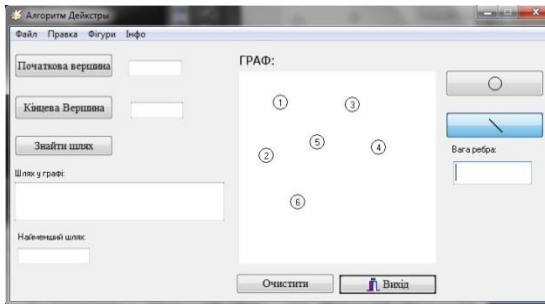 Алгоритм Дейкстры
Файл Правка Фігури Інфо
Початкова вершина
Кінцева Вершина
Знайти шлях
Шлях у графі:
Найменший шлях:
ГРАФ:
1
3
5
2
4
6
Очистити
Вихід
Вага ребра: